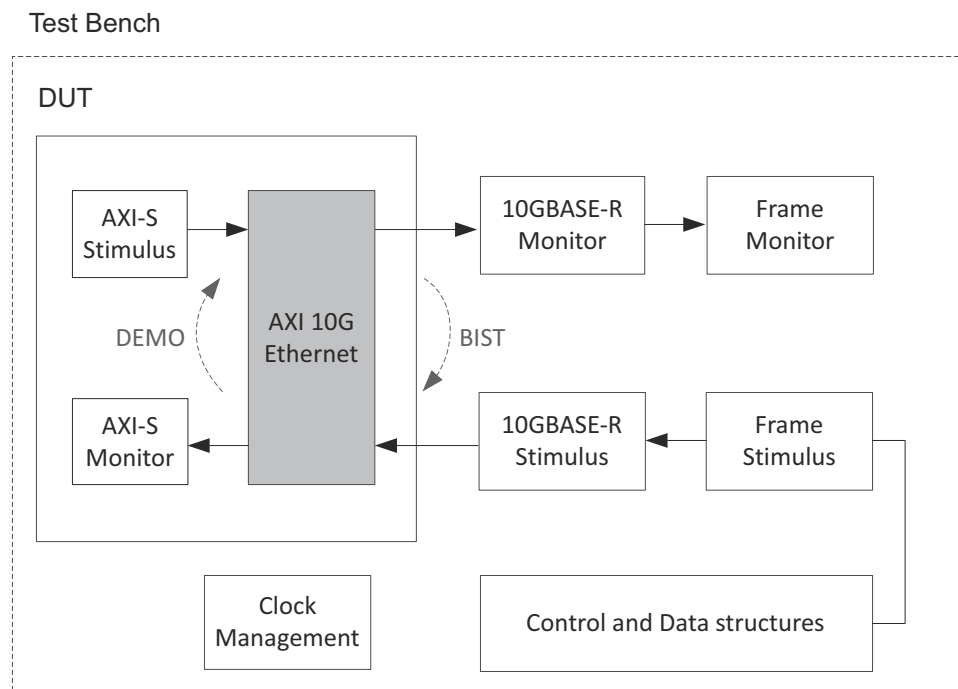 Test Bench
DUT
AXI-S
Stimulus
10GBASE-R
Monitor
Frame
Monitor
AXI 10G
Ethernet
DEMO
BIST
AXI-S
Monitor
10GBASE-R
Stimulus
Frame
Stimulus
Clock
Management
Control and Data structures